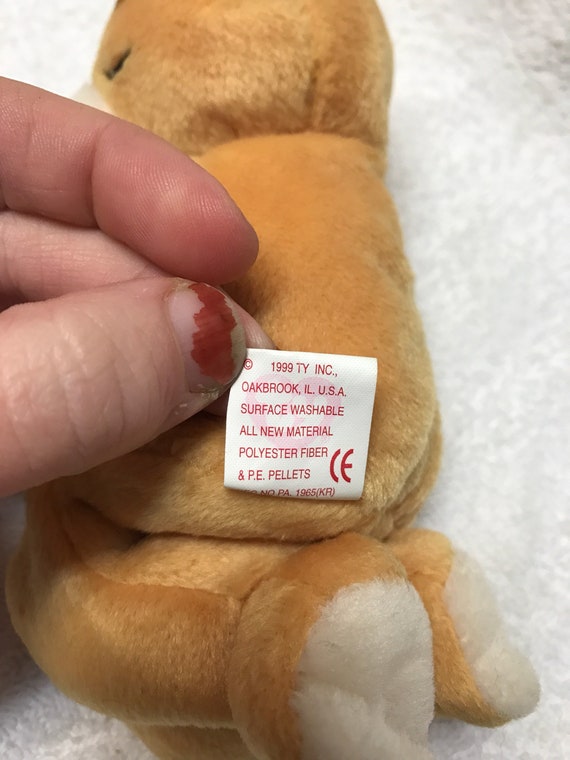 © 1999 TY INC.,
OAKBROOK, IL. U.S.A.
SURFACE WASHABLE
ALL NEW MATERIAL
POLYESTER FIBER
& P.E. PELLETS CE
NO PA. 1965(KR)